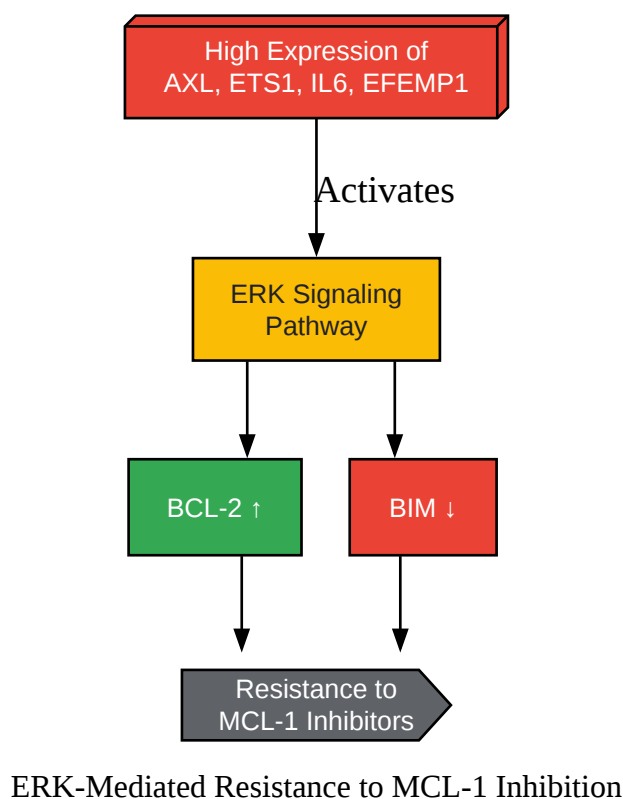 High Expression of
AXL, ETS1, IL6, EFEMP1
Activates
ERK Signaling
Pathway
BCL-2 ↑
BIM ↓
Resistance to
MCL-1 Inhibitors
ERK-Mediated Resistance to MCL-1 Inhibition